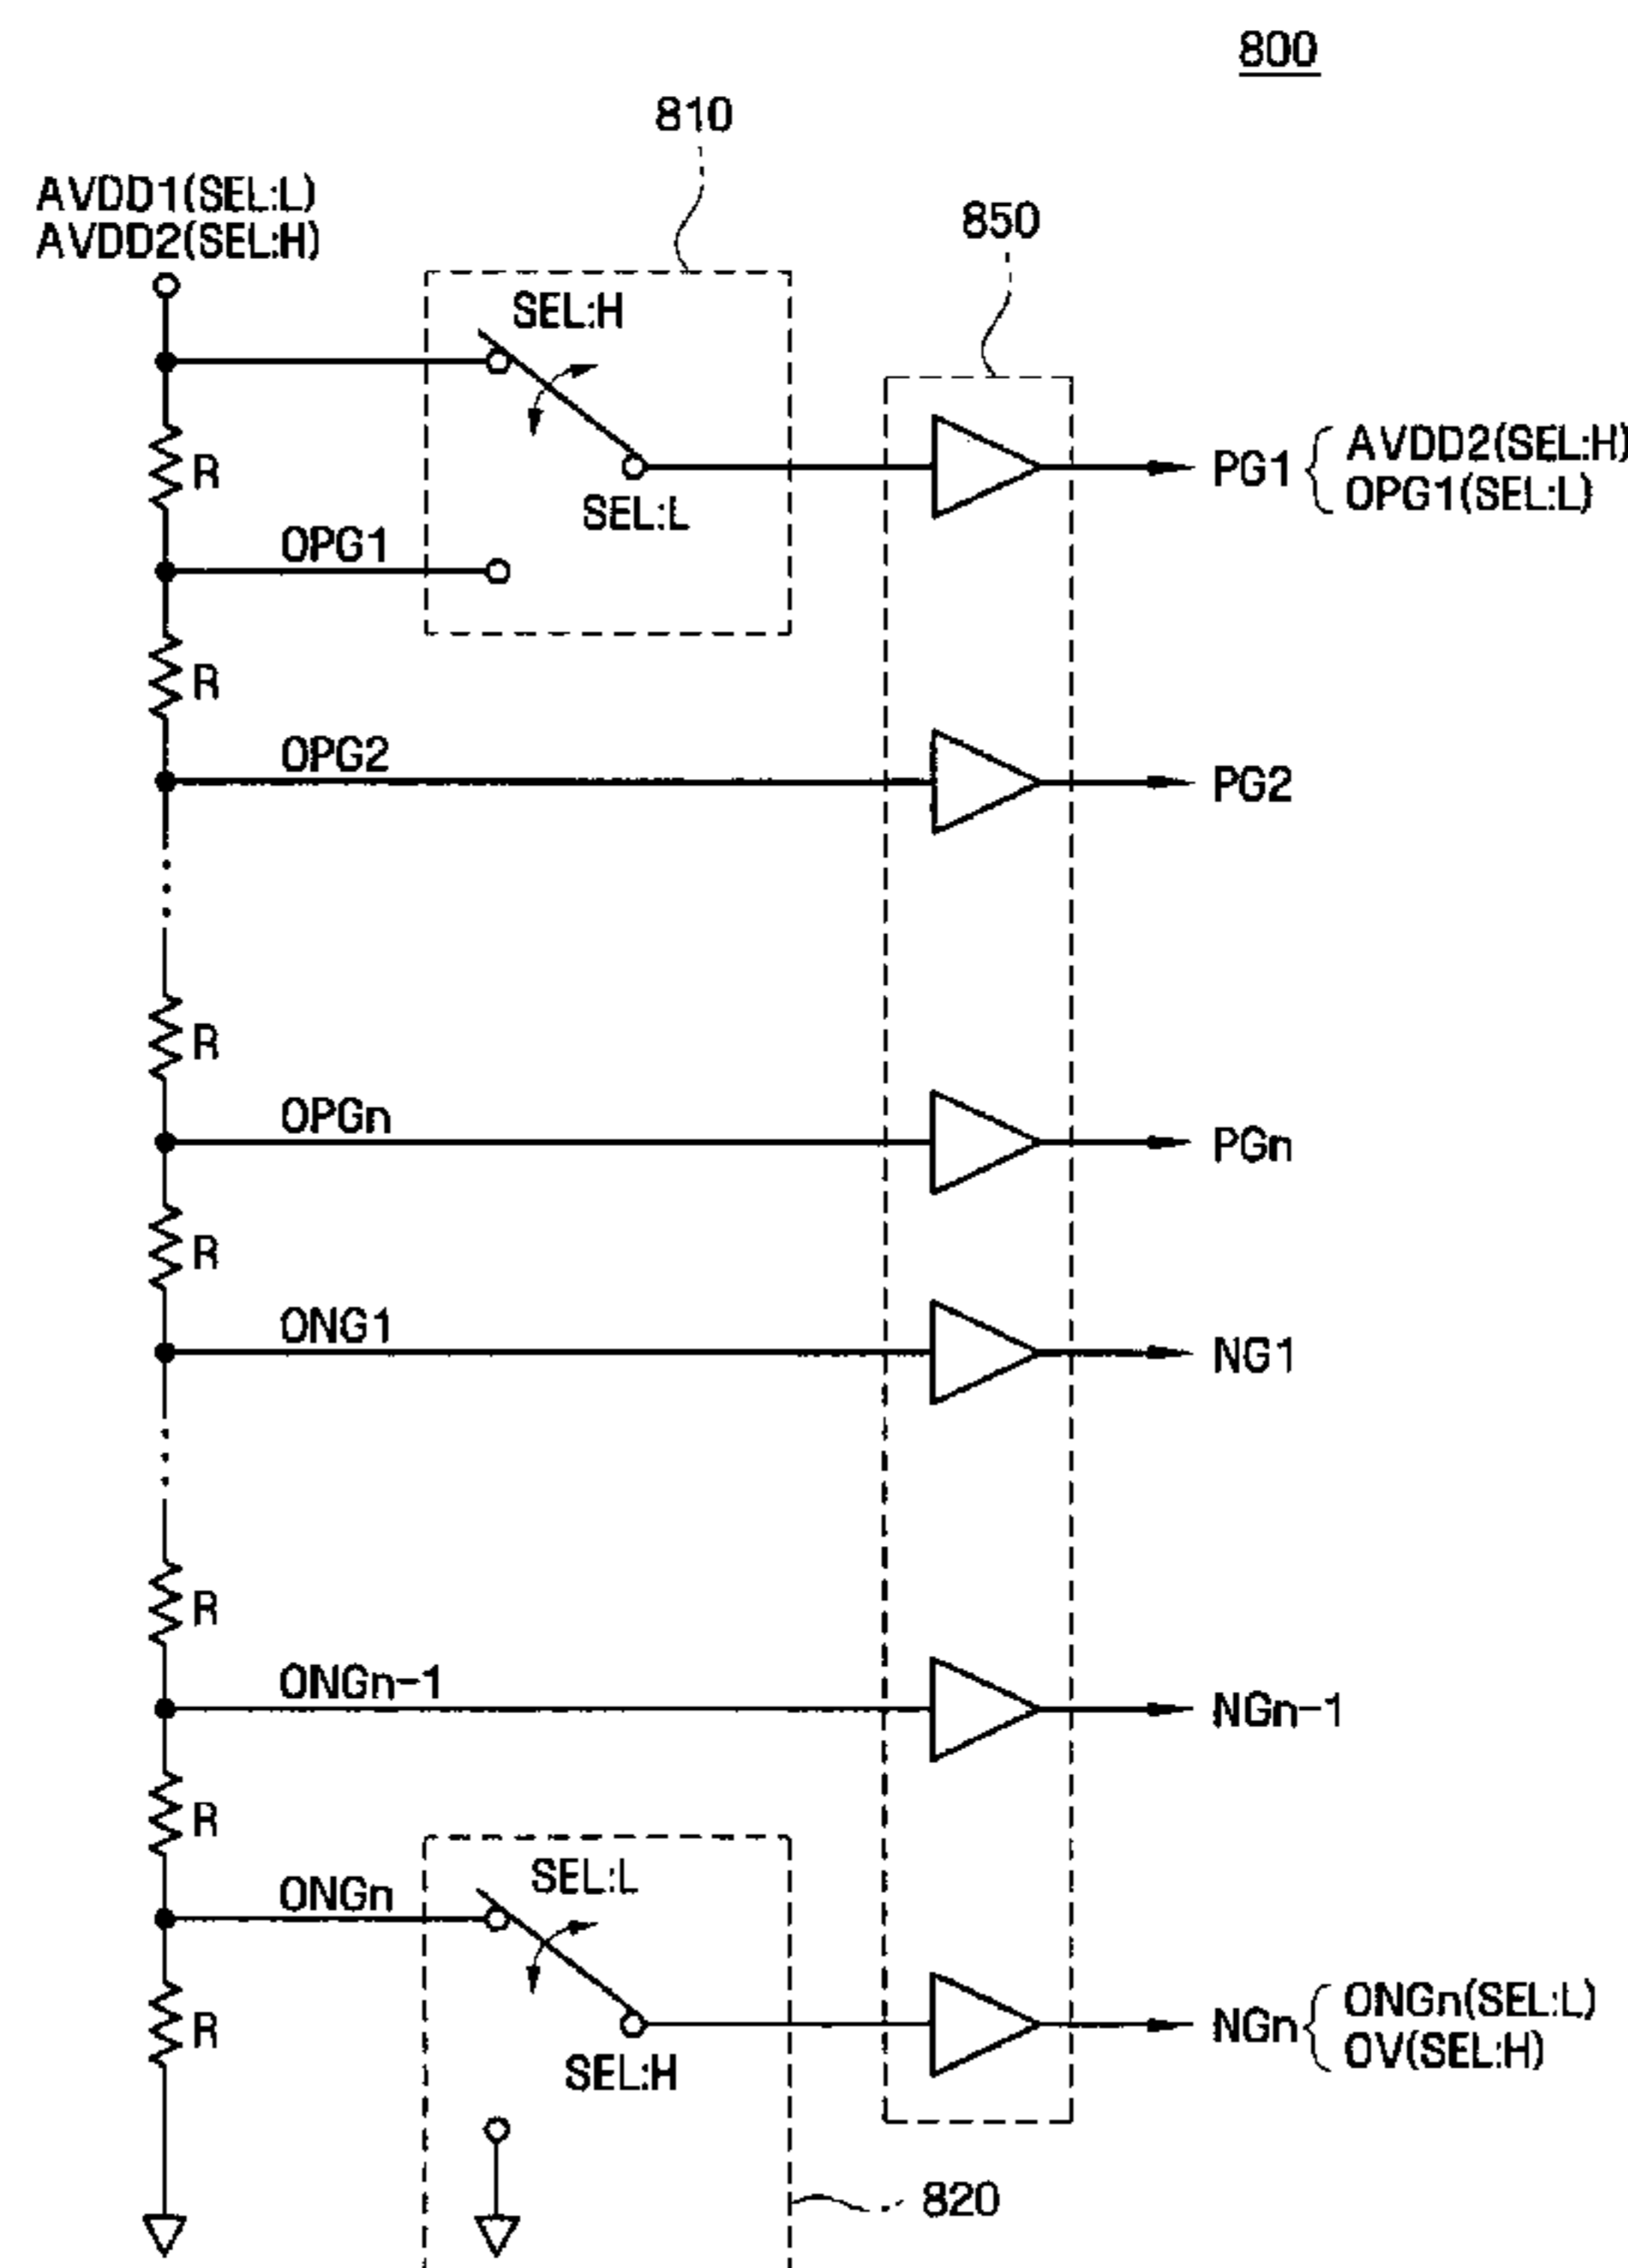 800
810
AVDD1(SEL:L)
AVDD2(SEL:H)
850
SEL:H
PG1 { AVDD2(SEL:H)
OPG1(SEL:L)
R
SEL:L
OPG1
R
OPG2
PG2
R
OPGn
PGn
R
ONG1
NG1
R
ONGn-1
NGn-1
R
SEL:L
ONGn
NGn { ONGn(SEL:L)
0V(SEL:H)
R
SEL:H
820